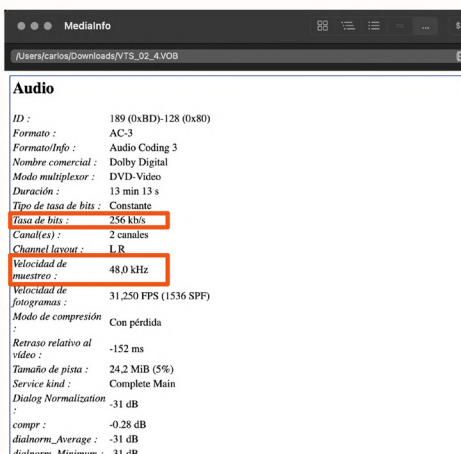 MediaInfo
/Users/carlos/Downloads/VTS_02_4.VOB
Audio
ID : 189 (0xBD)-128 (0x80)
Formato : AC-3
Formato/Info : Audio Coding 3
Nombre comercial : Dolby Digital
Modo multiplexor : DVD-Video
Duración : 13 min 13 s
Tipo de tasa de bits : Constante
Tasa de bits : 256 kb/s
Canal(es) : 2 canales
Channel layout : L R
Velocidad de
muestreo : 48,0 kHz
Velocidad de
fotogramas : 31,250 FPS (1536 SPF)
Modo de compresión
: Con pérdida
Retraso relativo al
vídeo : -152 ms
Tamaño de pista : 24,2 MiB (5%)
Service kind : Complete Main
Dialog Normalization
: -31 dB
compr : -0.28 dB
dialnorm_Average : -31 dB
dialnorm_Minimum : -31 dB